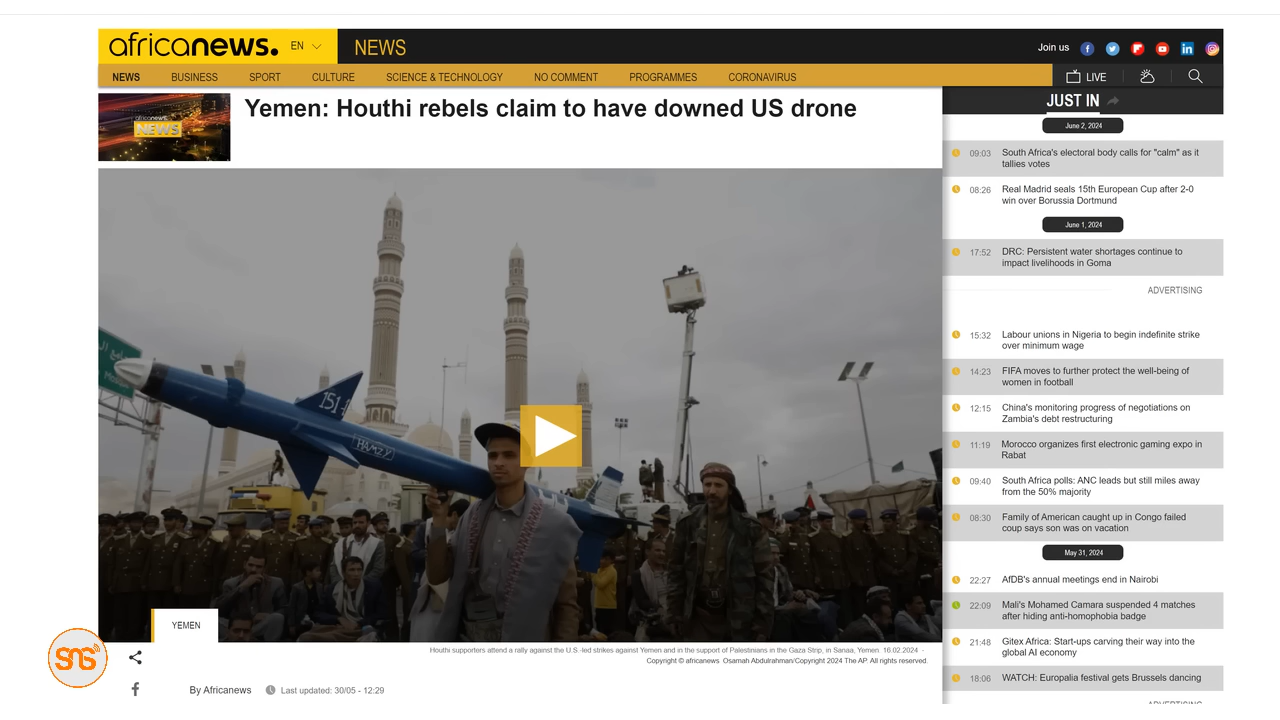 africanews.
EN
NEWS
Join us
NEWS
BUSINESS
SPORT
CULTURE
SCIENCE & TECHNOLOGY
NO COMMENT
PROGRAMMES
CORONAVIRUS
LIVE
africanews.
NEWS
Yemen: Houthi rebels claim to have downed US drone
151
HAMZY
YEMEN
Houthis supporters attend a rally against the U.S.-led strikes against Yemen and in the support of Palestinians in the Gaza Strip, in Sanaa, Yemen. 16.02.2024 -
Copyright © africanews Osamah Abdulrahman/Copyright 2024 The AP. All rights reserved.
SNS
By Africanews
Last updated: 30/05 - 12:29
JUST IN
June 2, 2024
09:03
South Africa's electoral body calls for "calm" as it
tallies votes
08:26
Real Madrid seals 15th European Cup after 2-0
win over Borussia Dortmund
June 1, 2024
17:52
DRC: Persistent water shortages continue to
impact livelihoods in Goma
ADVERTISING
15:32
Labour unions in Nigeria to begin indefinite strike
over minimum wage
14:23
FIFA moves to further protect the well-being of
women in football
12:15
China's monitoring progress of negotiations on
Zambia's debt restructuring
11:19
Morocco organizes first electronic gaming expo in
Rabat
09:40
South Africa polls: ANC leads but still miles away
from the 50% majority
08:30
Family of American caught up in Congo failed
coup says son was on vacation
May 31, 2024
22:27
AfDB's annual meetings end in Nairobi
22:09
Mali's Mohamed Camara suspended 4 matches
after hiding anti-homophobia badge
21:48
Gitex Africa: Start-ups carving their way into the
global AI economy
18:06
WATCH: Europalia festival gets Brussels dancing
ADVERTISING